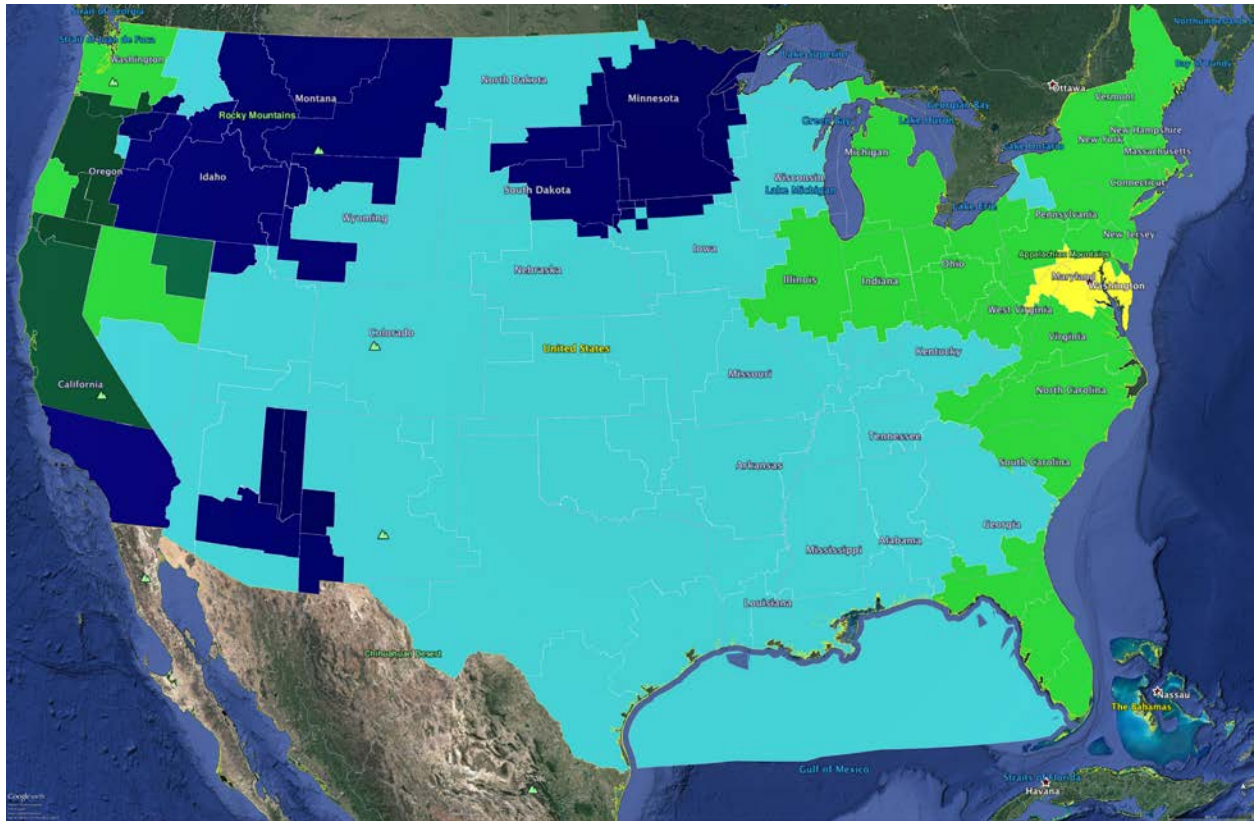 Strait of Georgia
Strait of Juan de Fuca
Washington
Northumberland
Bay of Fundy
Lake Superior
North Dakota
Montana
Minnesota
Ottawa
Vermont
Rocky Mountains
Georgian Bay
Green Bay
Lake Huron
New Hampshire
New York
Massachusetts
Lake Ontario
Michigan
Oregon
Idaho
South Dakota
Wisconsin
Lake Michigan
Connecticut
Lake Erie
Wyoming
Pennsylvania
New Jersey
Iowa
Nebraska
Ohio
Appalachian Mountains
Illinois
Indiana
Maryland
Washington
West Virginia
Colorado
Virginia
United States
Kentucky
Missouri
California
North Carolina
Tennessee
Arkansas
South Carolina
Georgia
Mississippi
Alabama
Louisiana
Chihuahuan Desert
Nassau
The Bahamas
Gulf of Mexico
Straits of Florida
Havana
Google earth